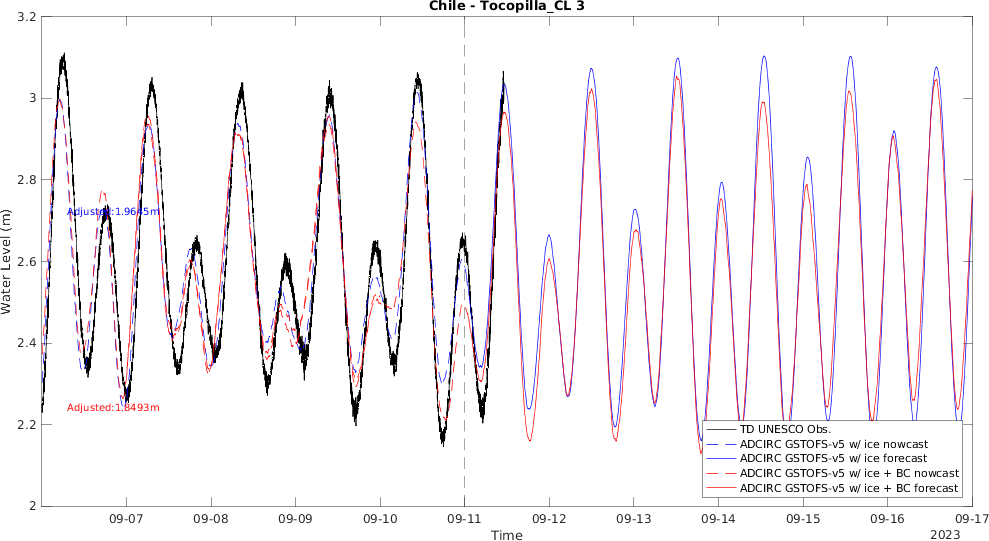 Chile - Tocopilla_CL 3
3.2
3
2.8
2.6
2.4
2.2
2
Water Level (m)
Adjusted:1.9645m
Adjusted:1.8493m
TD UNESCO Obs.
ADCIRC GSTOFS-v5 w/ ice nowcast
ADCIRC GSTOFS-v5 w/ ice forecast
ADCIRC GSTOFS-v5 w/ ice + BC nowcast
ADCIRC GSTOFS-v5 w/ ice + BC forecast
09-07 09-08 09-09 09-10 09-11 09-12 09-13 09-14 09-15 09-16 09-17
Time
2023